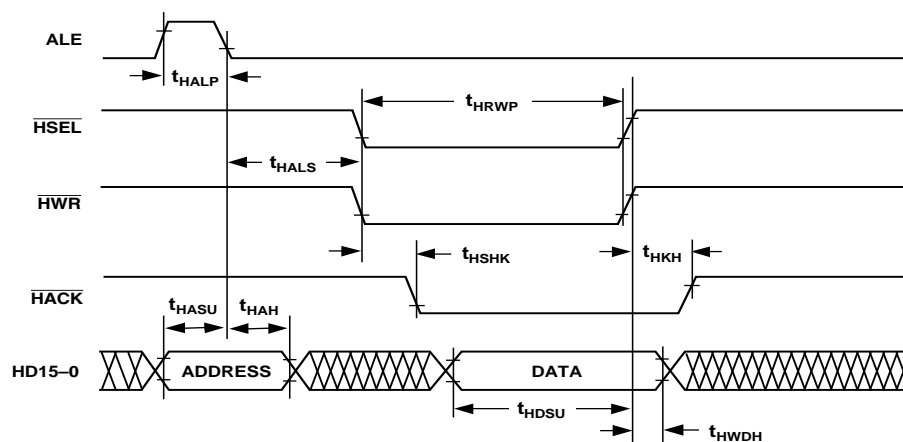 ALE
tHALP
HSEL
tHRWP
tHALS
HWR
tHSHK
tHKH
HACK
tHASU
tHAH
HD15–0
ADDRESS
DATA
tHDSU
tHWDH